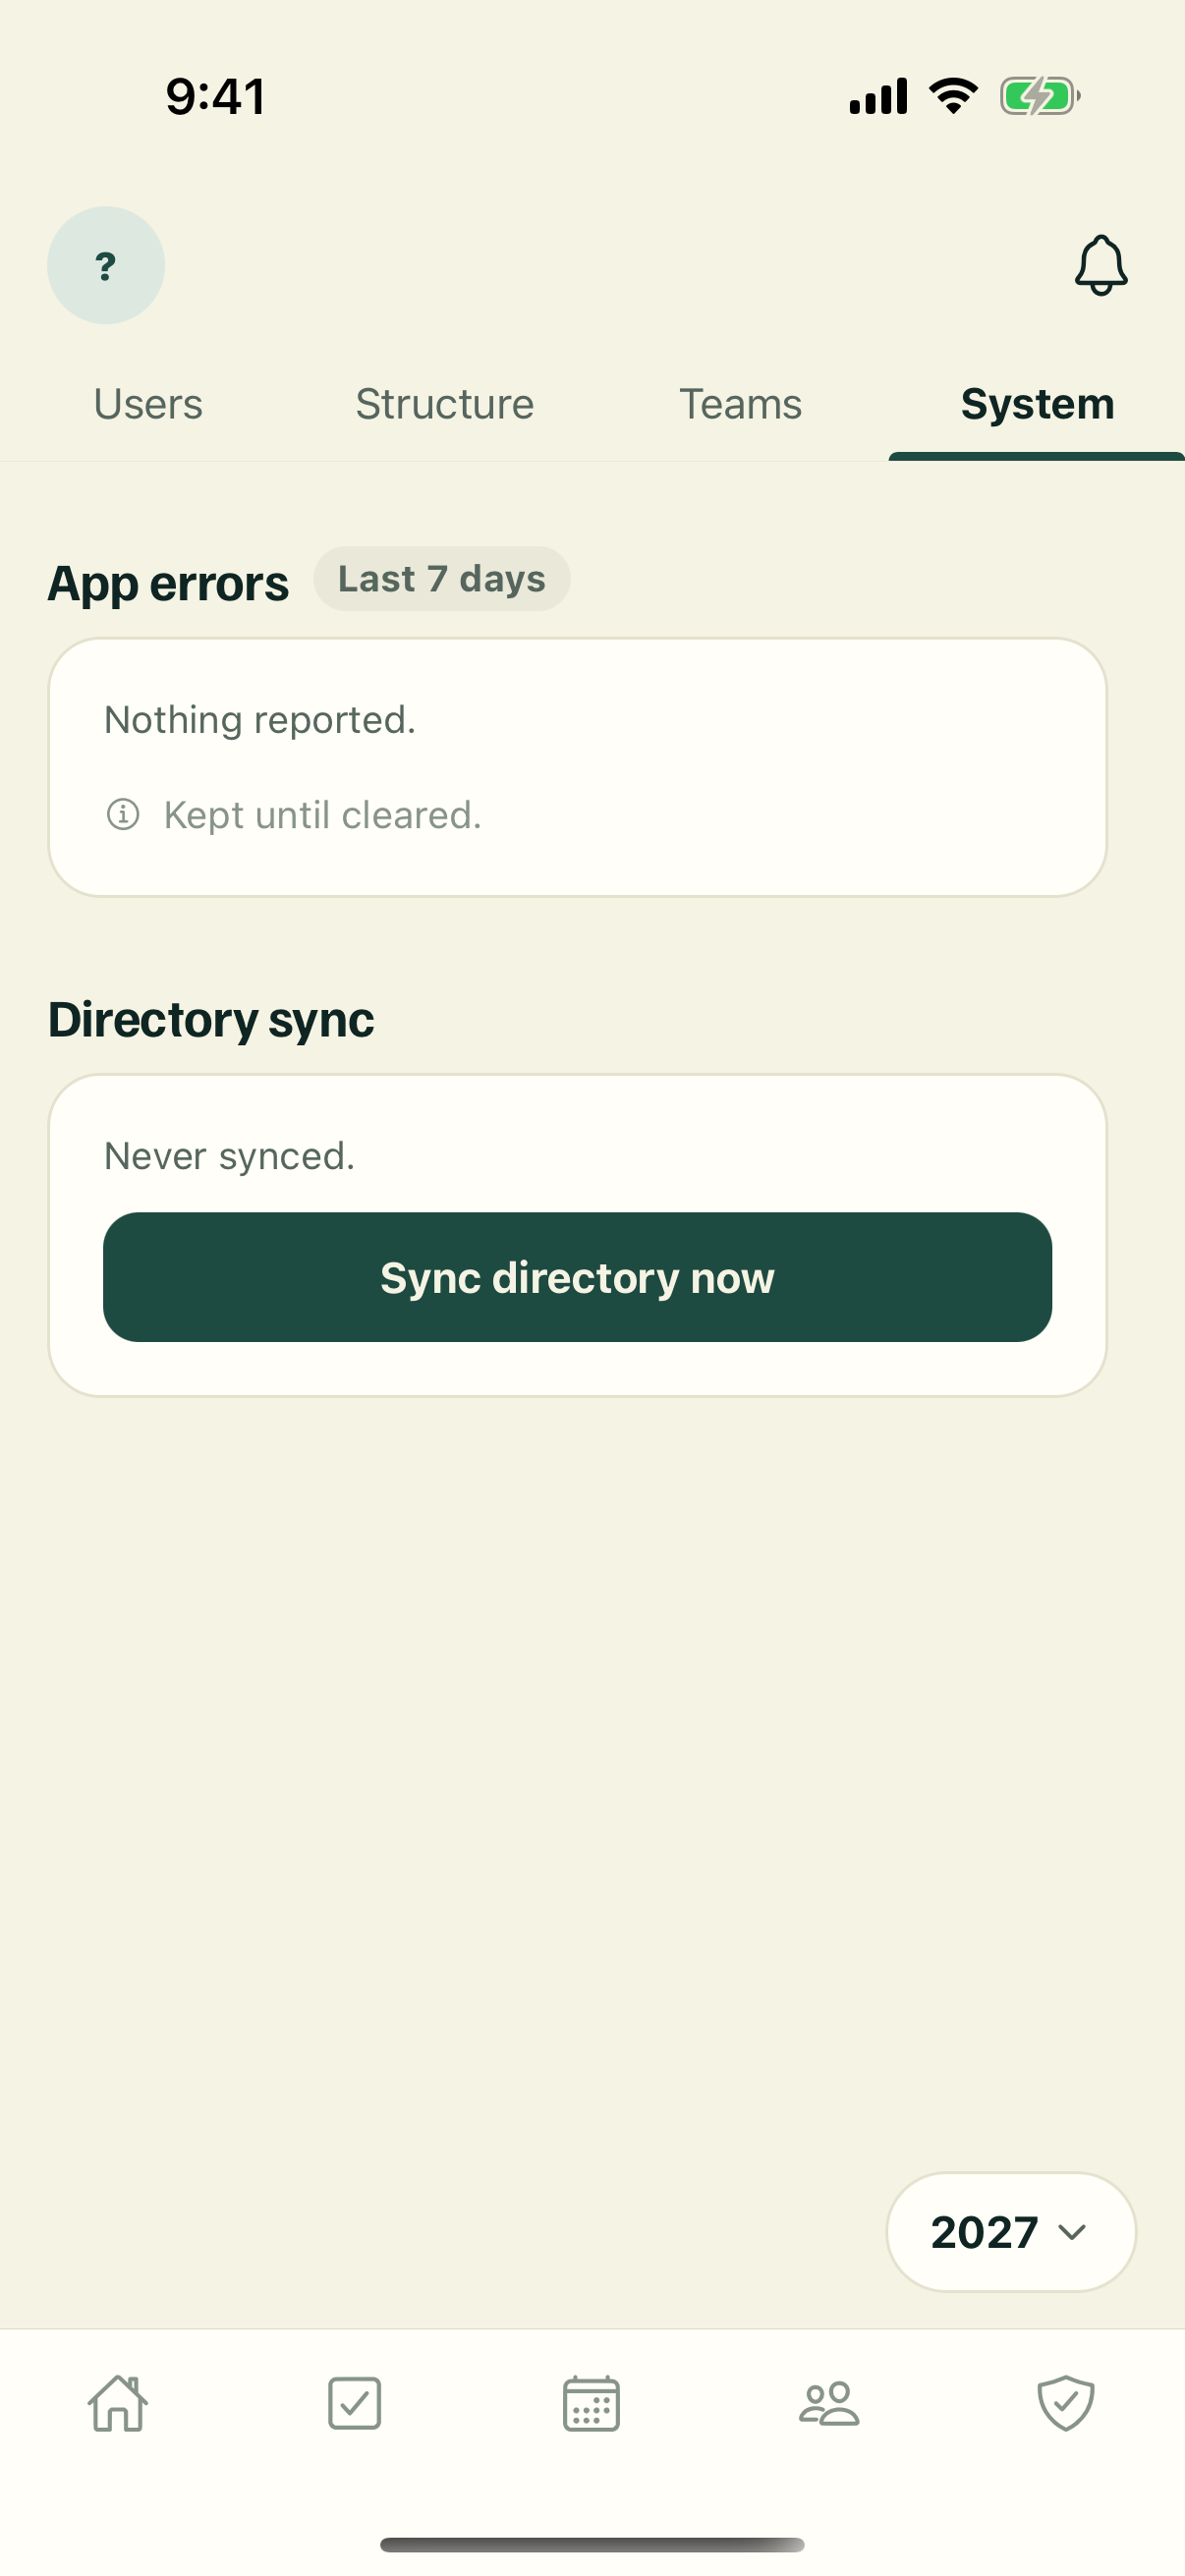 9:41
?
Users Structure Teams System
App errors Last 7 days
Nothing reported.
Kept until cleared.
Directory sync
Never synced.
Sync directory now
2027